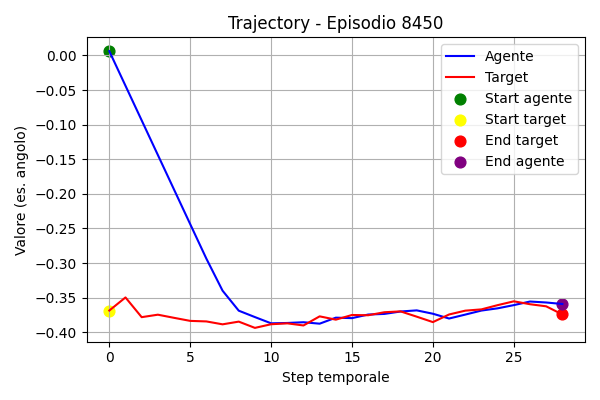 Trajectory - Episodio 8450
Valore (es. angolo)
0.00
−0.05
−0.10
−0.15
−0.20
−0.25
−0.30
−0.35
−0.40
Agente
Target
Start agente
Start target
End target
End agente
0 5 10 15 20 25
Step temporale